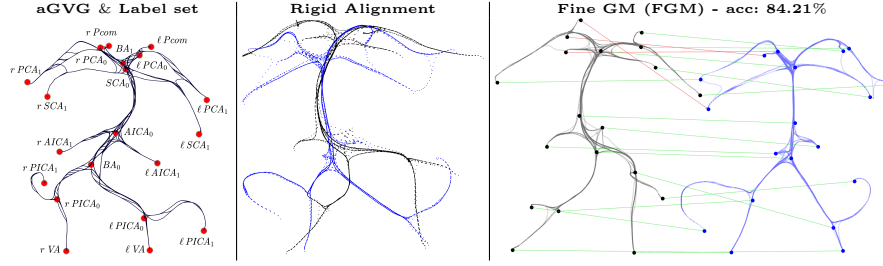 aGVG & Label set
Rigid Alignment
Fine GM (FGM) - acc: 84.21%
r Pcom
BA₁
ℓ Pcom
r PCA₀
ℓ PCA₀
r PCA₁
SCA₀
r SCA₁
ℓ PCA₁
AICA₀
ℓ SCA₁
r AICA₁
BA₀
ℓ AICA₁
r PICA₁
r PICA₀
ℓ PICA₀
ℓ PICA₁
r VA
ℓ VA